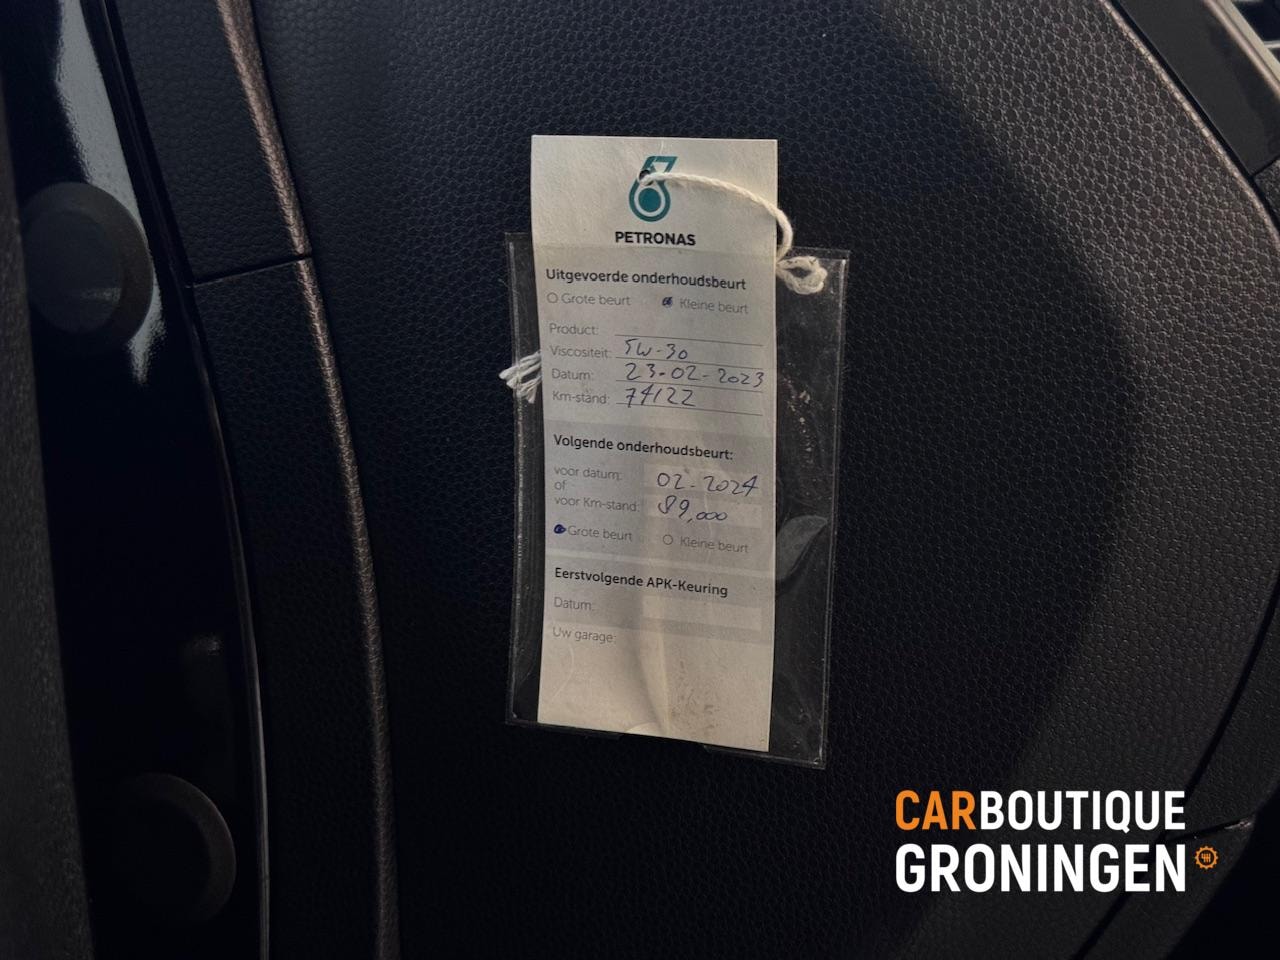 PETRONAS
Uitgevoerde onderhoudsbeurt
Grote beurt Kleine beurt
Product:
Viscositeit: 5W-30
Datum: 23-02-2023
Km-stand: 74122
Volgende onderhoudsbeurt:
voor datum: 02-2024
of
voor Km-stand: 89,000
Grote beurt Kleine beurt
Eerstvolgende APK-Keuring
Datum:
Uw garage:
CARBOUTIQUE
GRONINGEN